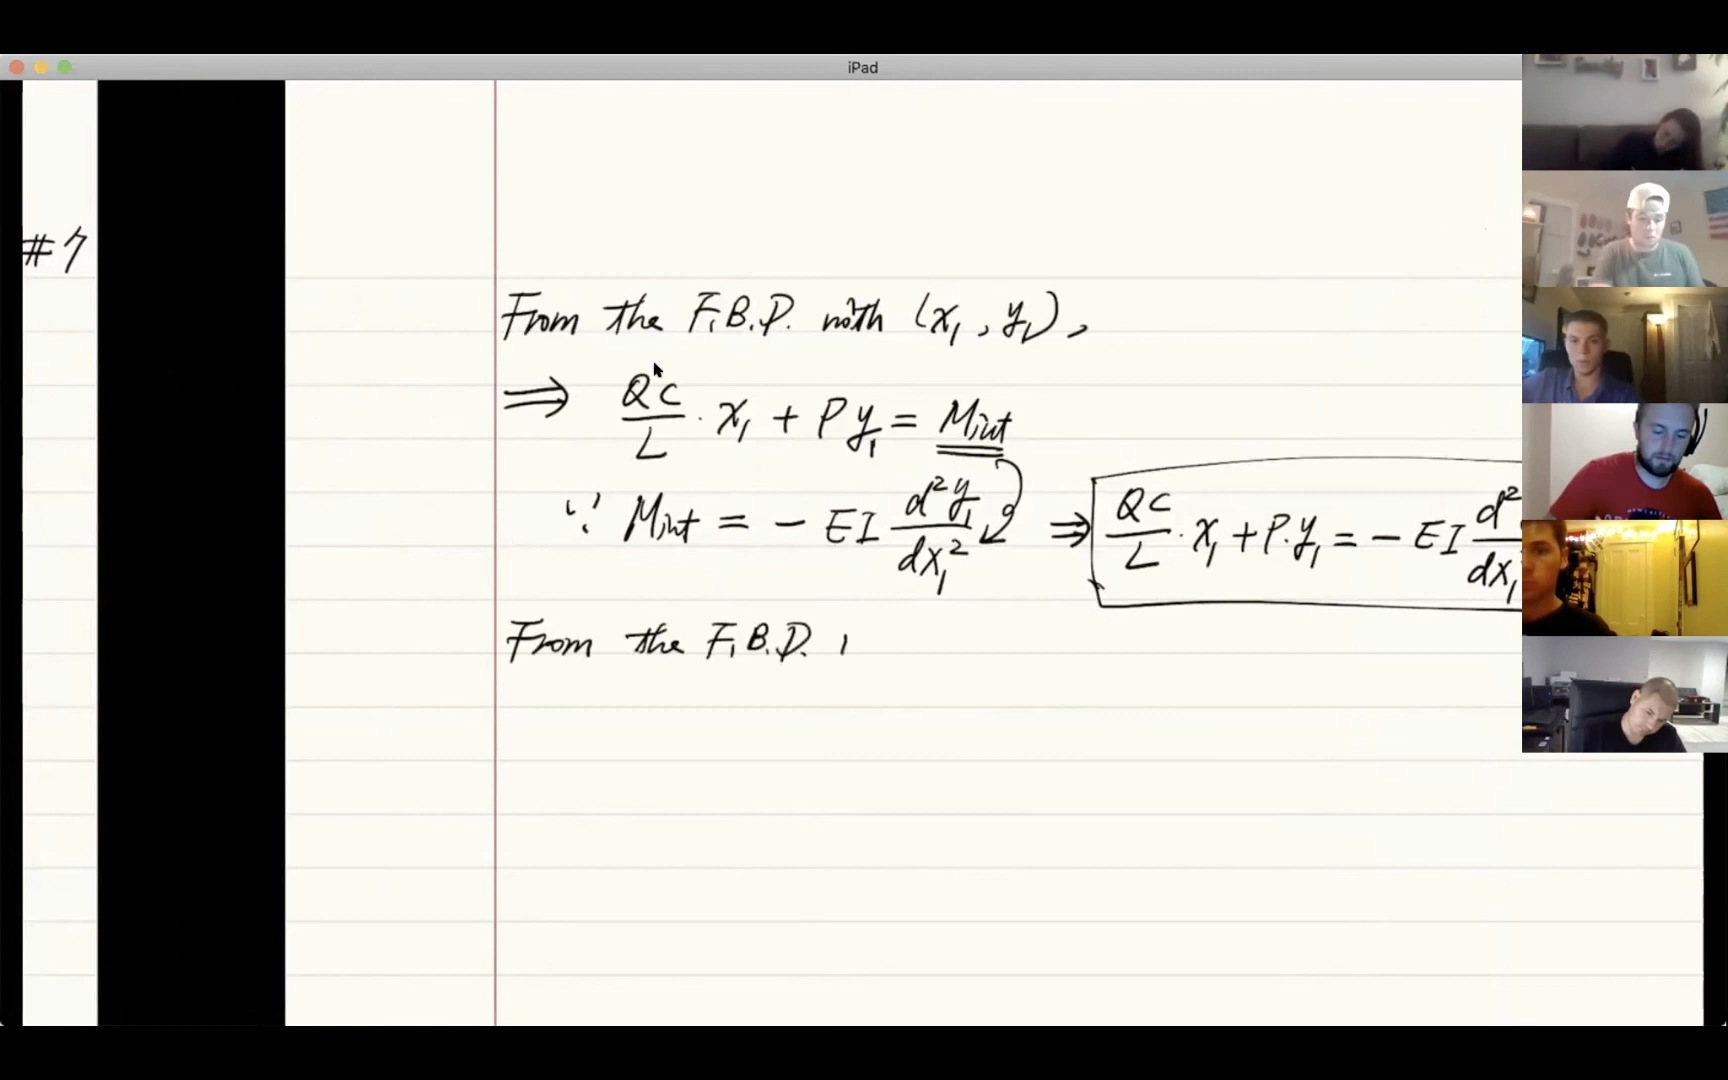 iPad
#7
From the F.B.D. with (x₁, y₁),
⇒ QC/L · x₁ + P y₁ = Mint
∵ Mint = - EI d²y₁/dx₁² ⇒ QC/L · x₁ + P · y₁ = - EI d²/dx₁
From the F.B.D.